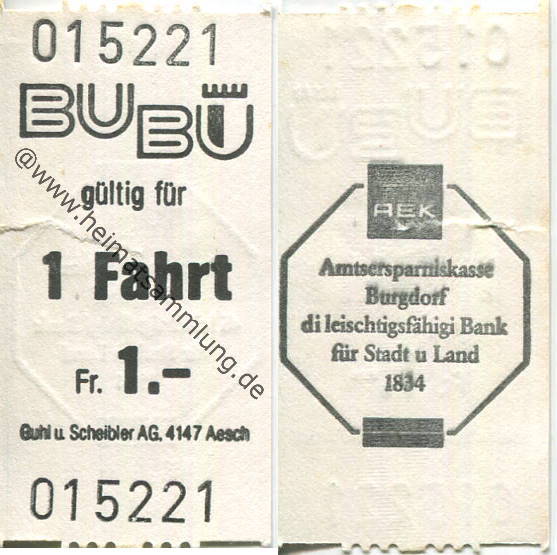 015221
BUBÜ
gültig für
1 Fahrt
Fr. 1.-
Guhl u. Scheibler AG, 4147 Aesch
015221
@www.heimatsammlung.de
015221
AEK
Amtsersparniskasse
Burgdorf
di leischtigsfähigi Bank
für Stadt u Land
1834